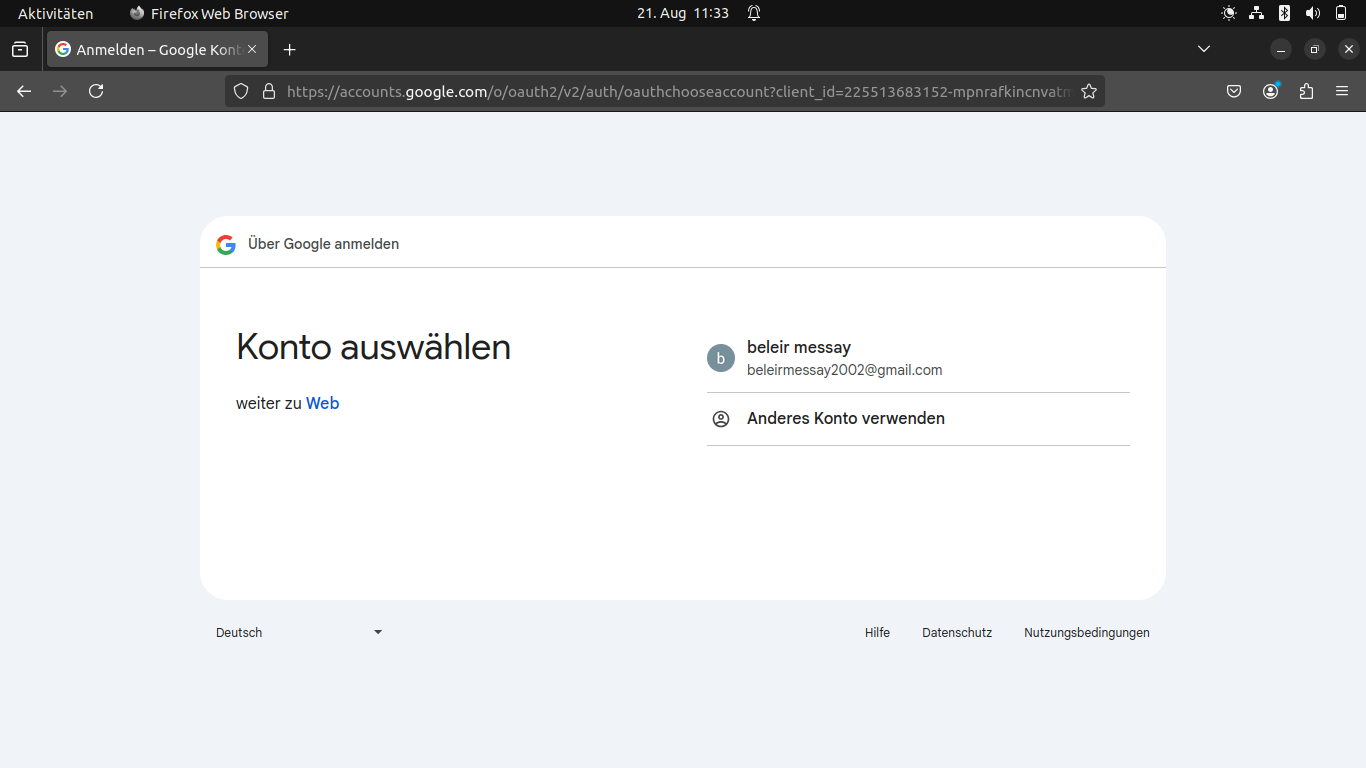 Aktivitäten Firefox Web Browser 21. Aug 11:33
Anmelden – Google Kont
https://accounts.google.com/o/oauth2/v2/auth/oauthchooseaccount?client_id=225513683152-mpnrafkincnvatm
Über Google anmelden
Konto auswählen
weiter zu Web
b
beleir messay
beleirmessay2002@gmail.com
Anderes Konto verwenden
Deutsch
Hilfe Datenschutz Nutzungsbedingungen